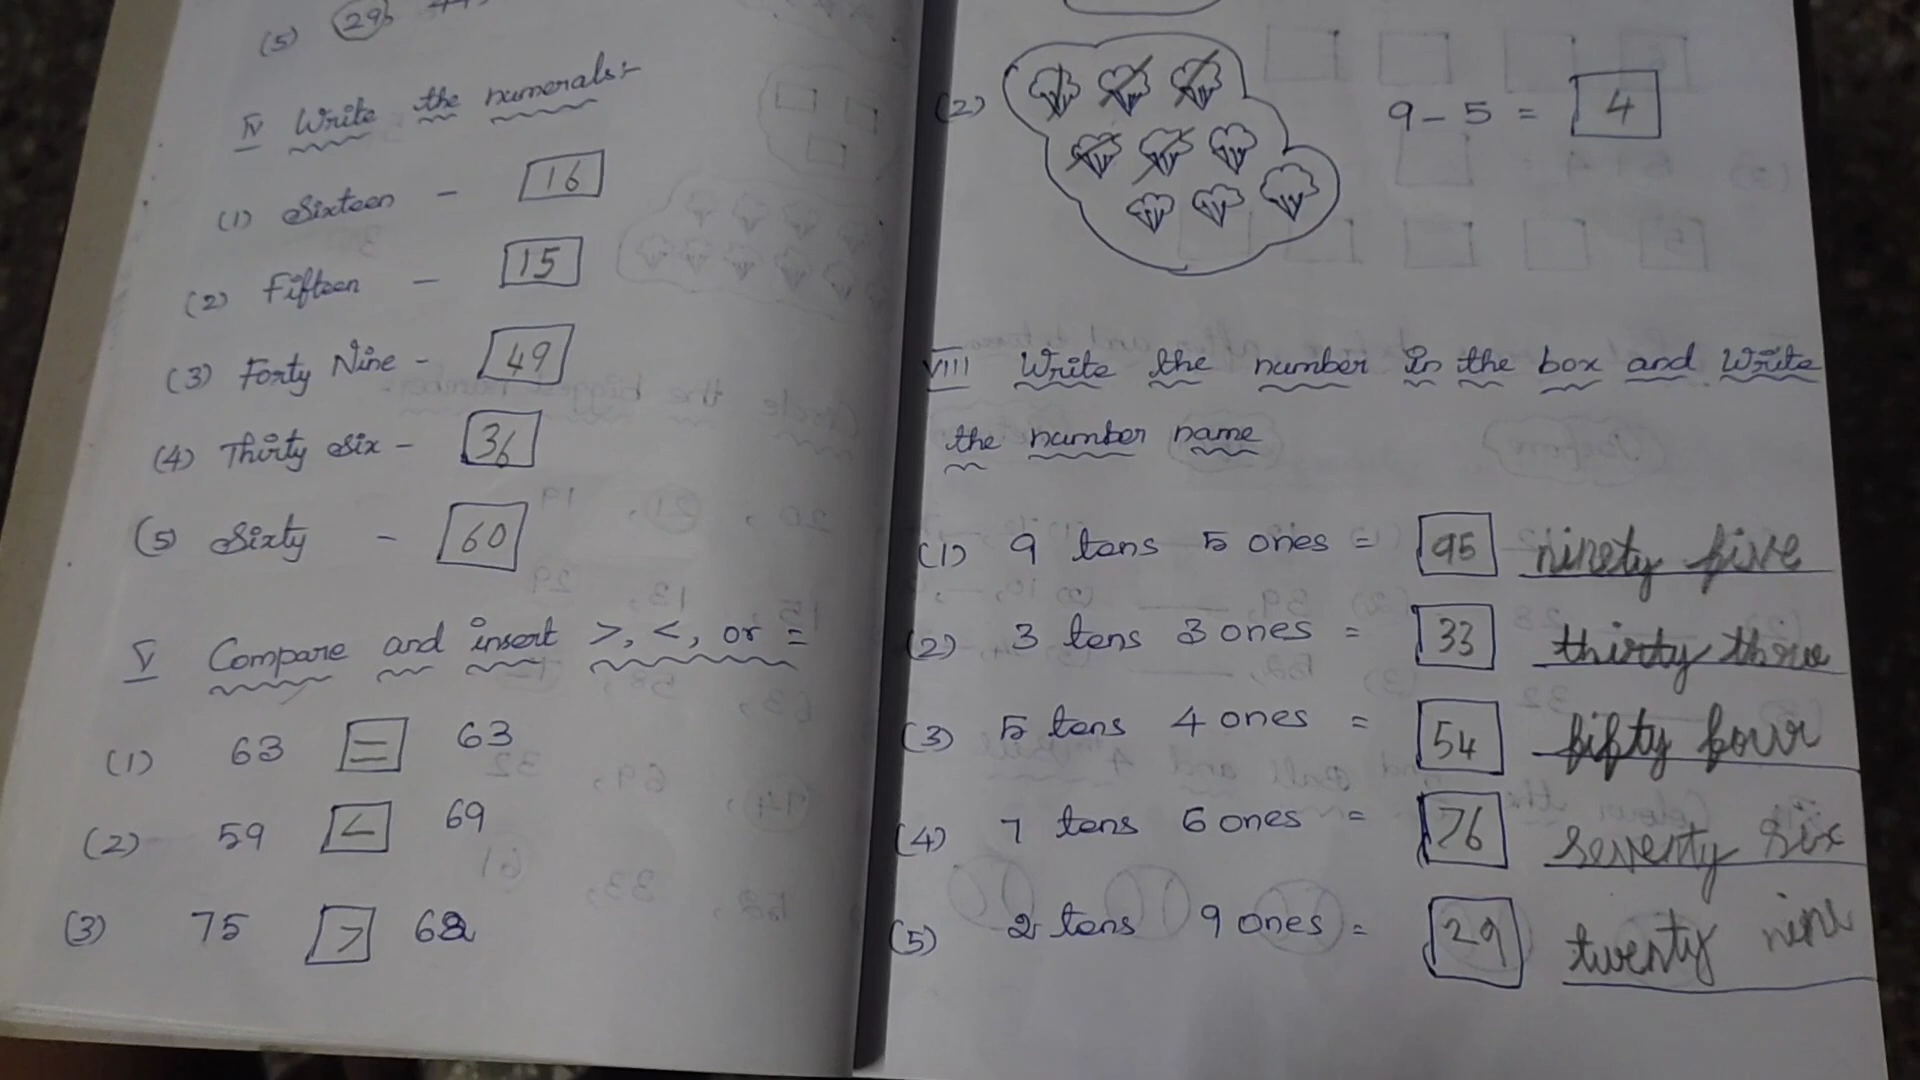 (5) 29
IV Write the numerals:-
(1) Sixteen - 16
(2) Fifteen - 15
(3) Forty Nine - 49
(4) Thirty Six - 36
(5) Sixty - 60
V Compare and insert >, <, or =
(1) 63 = 63
(2) 59 < 69
(3) 75 > 62
(2) 9 - 5 = 4
VIII Write the number in the box and Write
the number name
(1) 9 tens 5 ones = 95 ninety five
(2) 3 tens 3 ones = 33 thirty three
(3) 5 tens 4 ones = 54 fifty four
(4) 7 tens 6 ones = 76 seventy six
(5) 2 tens 9 ones = 29 twenty nine